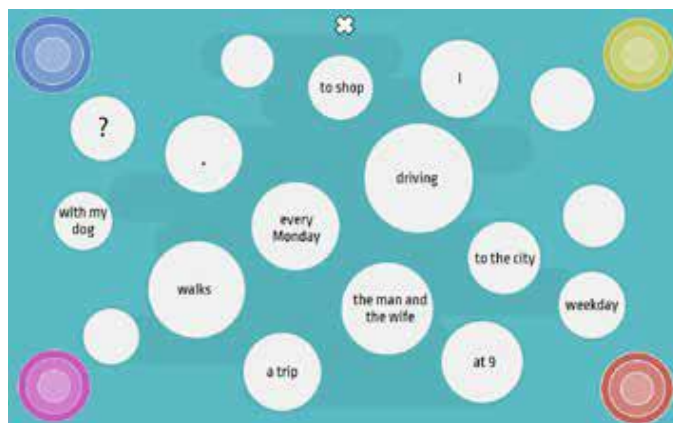 to shop
I
?
.
driving
with my
dog
every
Monday
to the city
walks
the man and
the wife
weekday
a trip
at 9